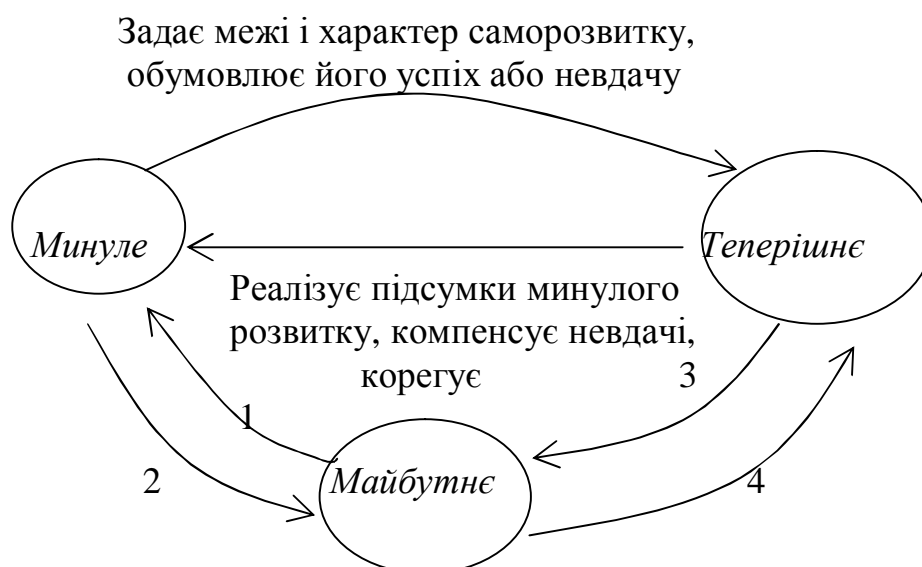 Задає межі і характер саморозвитку,
обумовлює його успіх або невдачу
Минуле
Теперішнє
Реалізує підсумки минулого
розвитку, компенсує невдачі,
корегує
3
1
2
Майбутнє
4